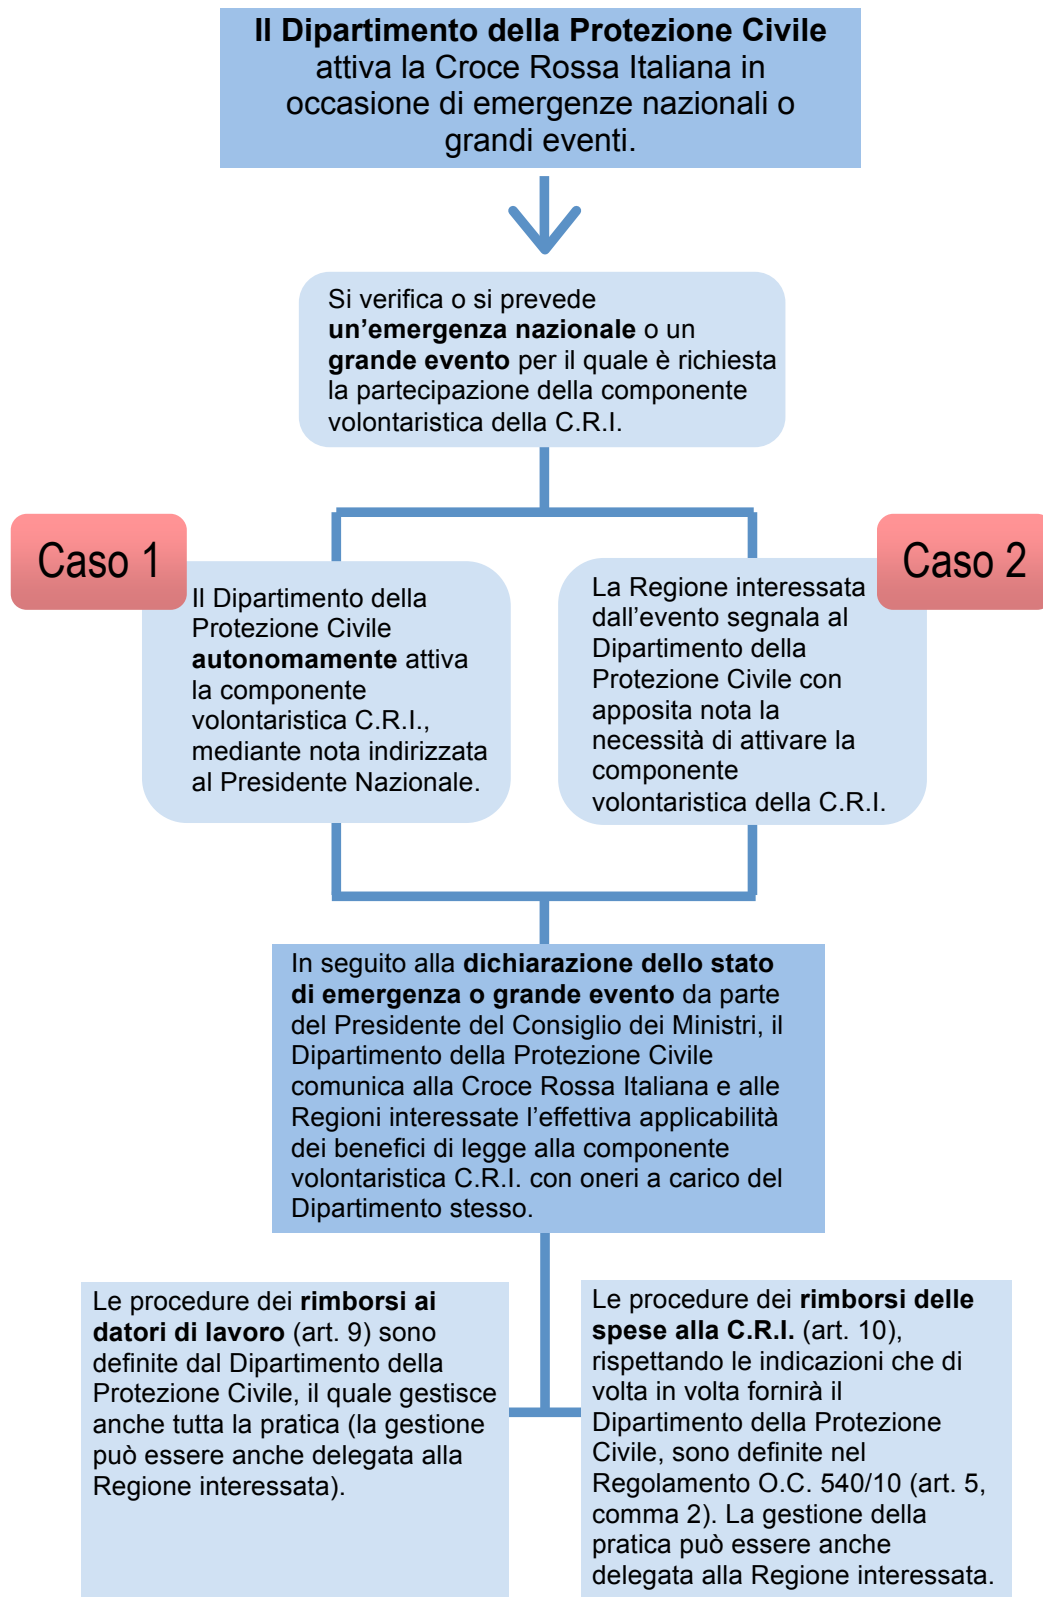 Il Dipartimento della Protezione Civile
attiva la Croce Rossa Italiana in
occasione di emergenze nazionali o
grandi eventi.
Si verifica o si prevede
un’emergenza nazionale o un
grande evento per il quale è richiesta
la partecipazione della componente
volontaristica della C.R.I.
Caso 1
Il Dipartimento della
Protezione Civile
autonomamente attiva
la componente
volontaristica C.R.I.,
mediante nota indirizzata
al Presidente Nazionale.
Caso 2
La Regione interessata
dall’evento segnala al
Dipartimento della
Protezione Civile con
apposita nota la
necessità di attivare la
componente
volontaristica della C.R.I.
In seguito alla dichiarazione dello stato
di emergenza o grande evento da parte
del Presidente del Consiglio dei Ministri, il
Dipartimento della Protezione Civile
comunica alla Croce Rossa Italiana e alle
Regioni interessate l’effettiva applicabilità
dei benefici di legge alla componente
volontaristica C.R.I. con oneri a carico del
Dipartimento stesso.
Le procedure dei rimborsi ai
datori di lavoro (art. 9) sono
definite dal Dipartimento della
Protezione Civile, il quale gestisce
anche tutta la pratica (la gestione
può essere anche delegata alla
Regione interessata).
Le procedure dei rimborsi delle
spese alla C.R.I. (art. 10),
rispettando le indicazioni che di
volta in volta fornirà il
Dipartimento della Protezione
Civile, sono definite nel
Regolamento O.C. 540/10 (art. 5,
comma 2). La gestione della
pratica può essere anche
delegata alla Regione interessata.